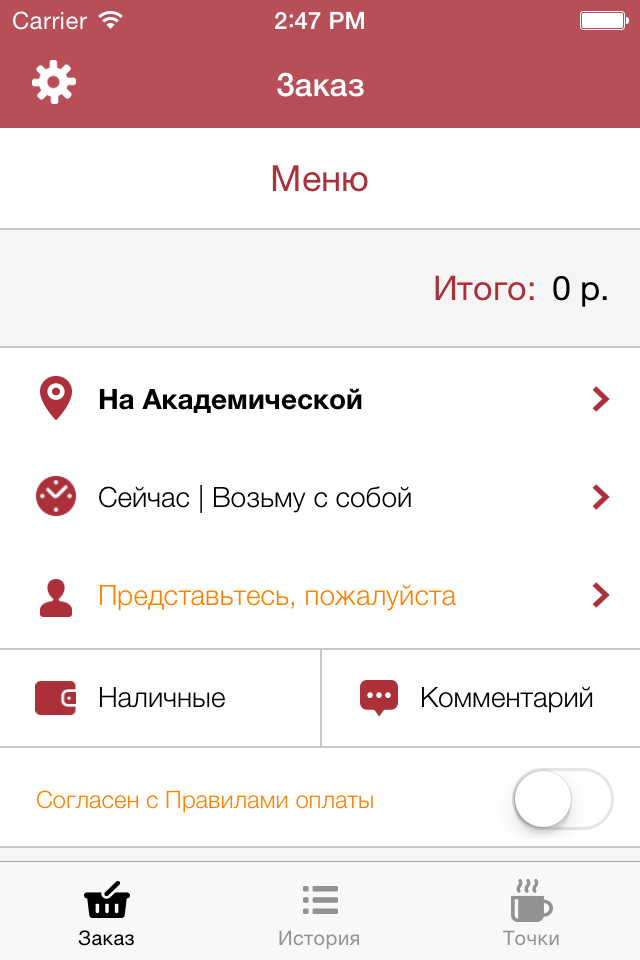 Carrier 2:47 PM
Заказ
Меню
Итого: 0 р.
На Академической
Сейчас | Возьму с собой
Представьтесь, пожалуйста
Наличные Комментарий
Согласен с Правилами оплаты
Заказ История Точки